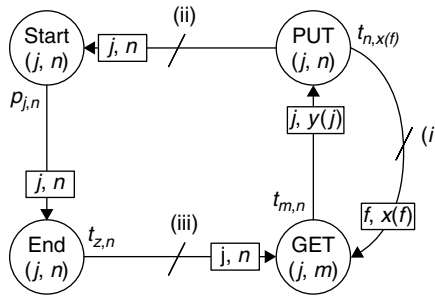 Start
(j, n)
j, n
(ii)
PUT
(j, n)
t_{n,x(f)}
p_{j,n}
j, y(j)
(i
j, n
f, x(f)
End
(j, n)
t_{z,n}
(iii)
j, n
t_{m,n}
GET
(j, m)